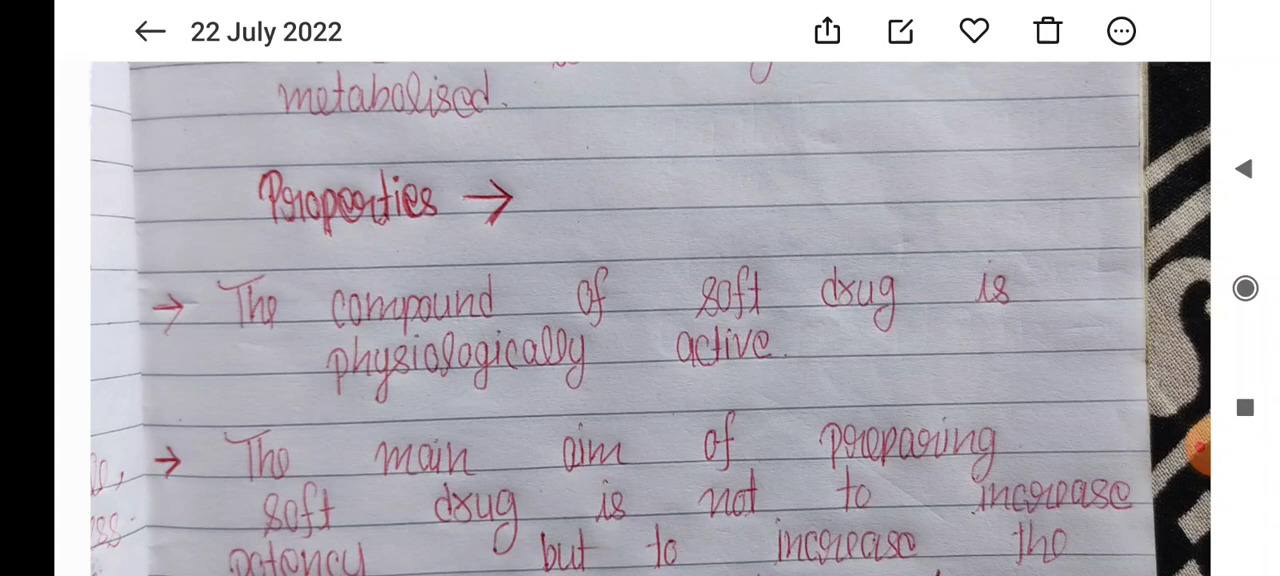 22 July 2022
metabolised.
Properties →
→ The compound of soft drug is
physiologically active.
→ The main aim of preparing
soft drug is not to increase
potency but to increase the